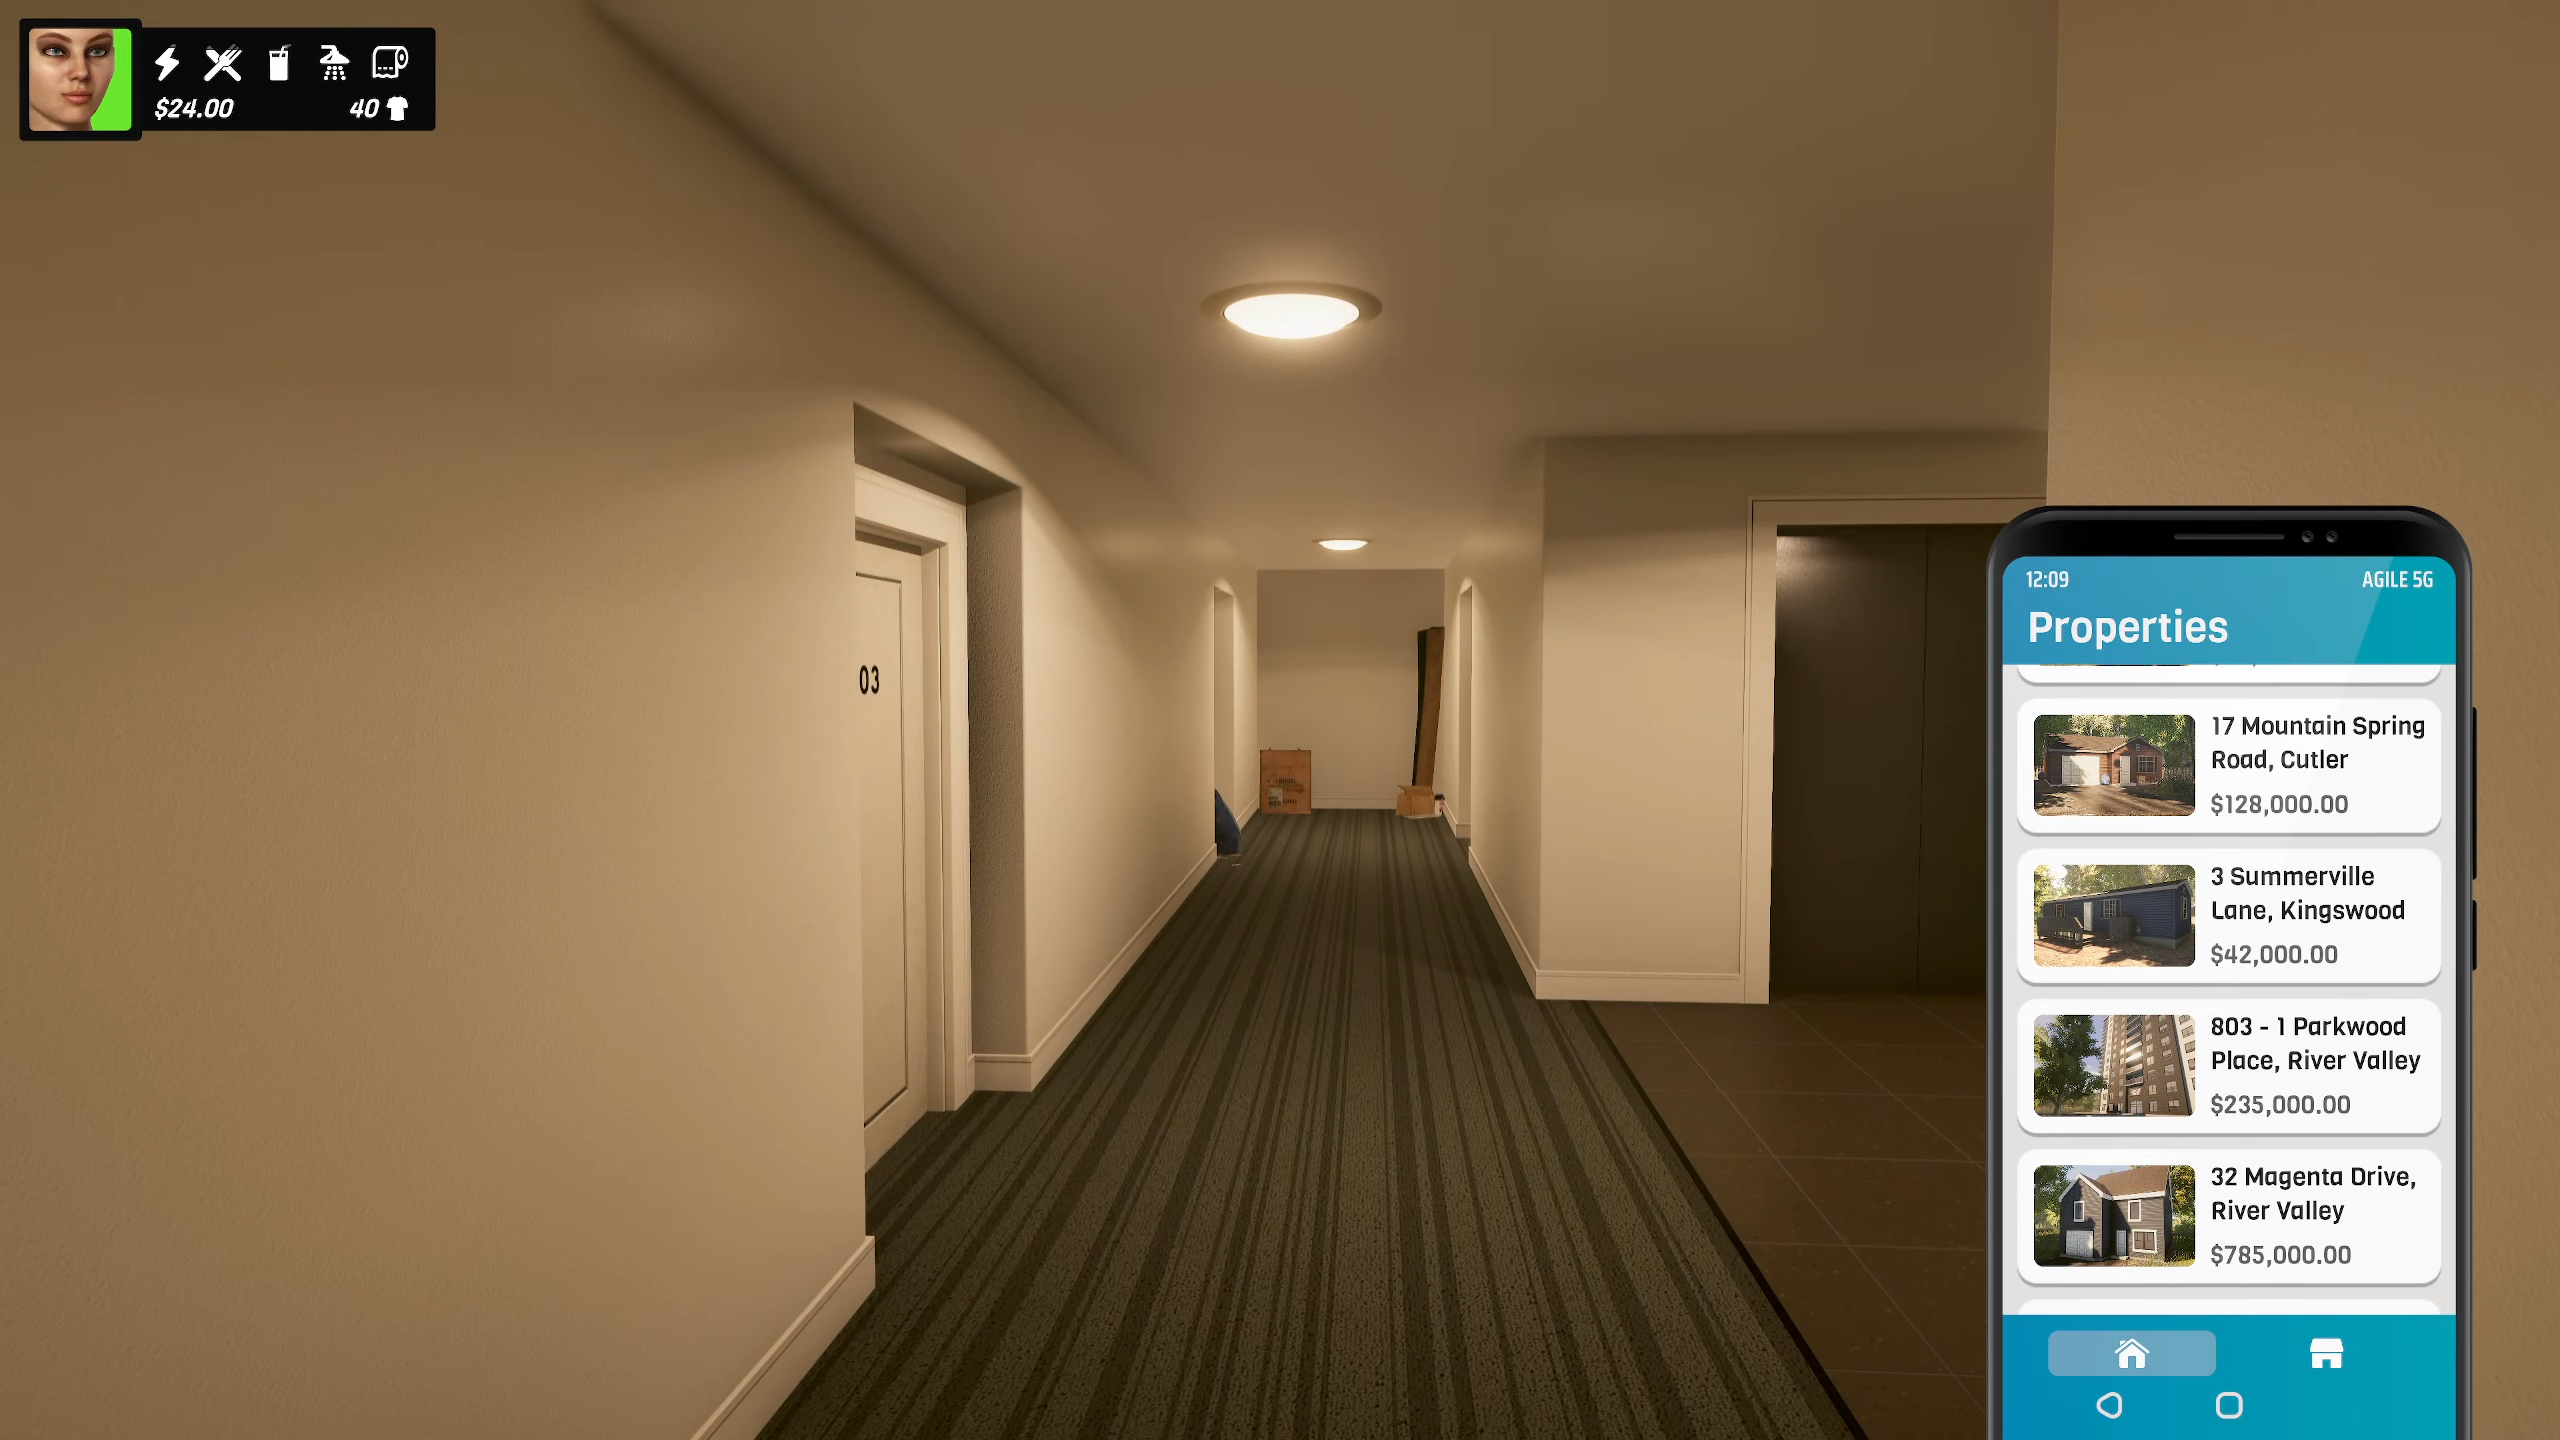 $24.00
40
03
12:09
AGILE 5G
Properties
17 Mountain Spring
Road, Cutler
$128,000.00
3 Summerville
Lane, Kingswood
$42,000.00
803 - 1 Parkwood
Place, River Valley
$235,000.00
32 Magenta Drive,
River Valley
$785,000.00